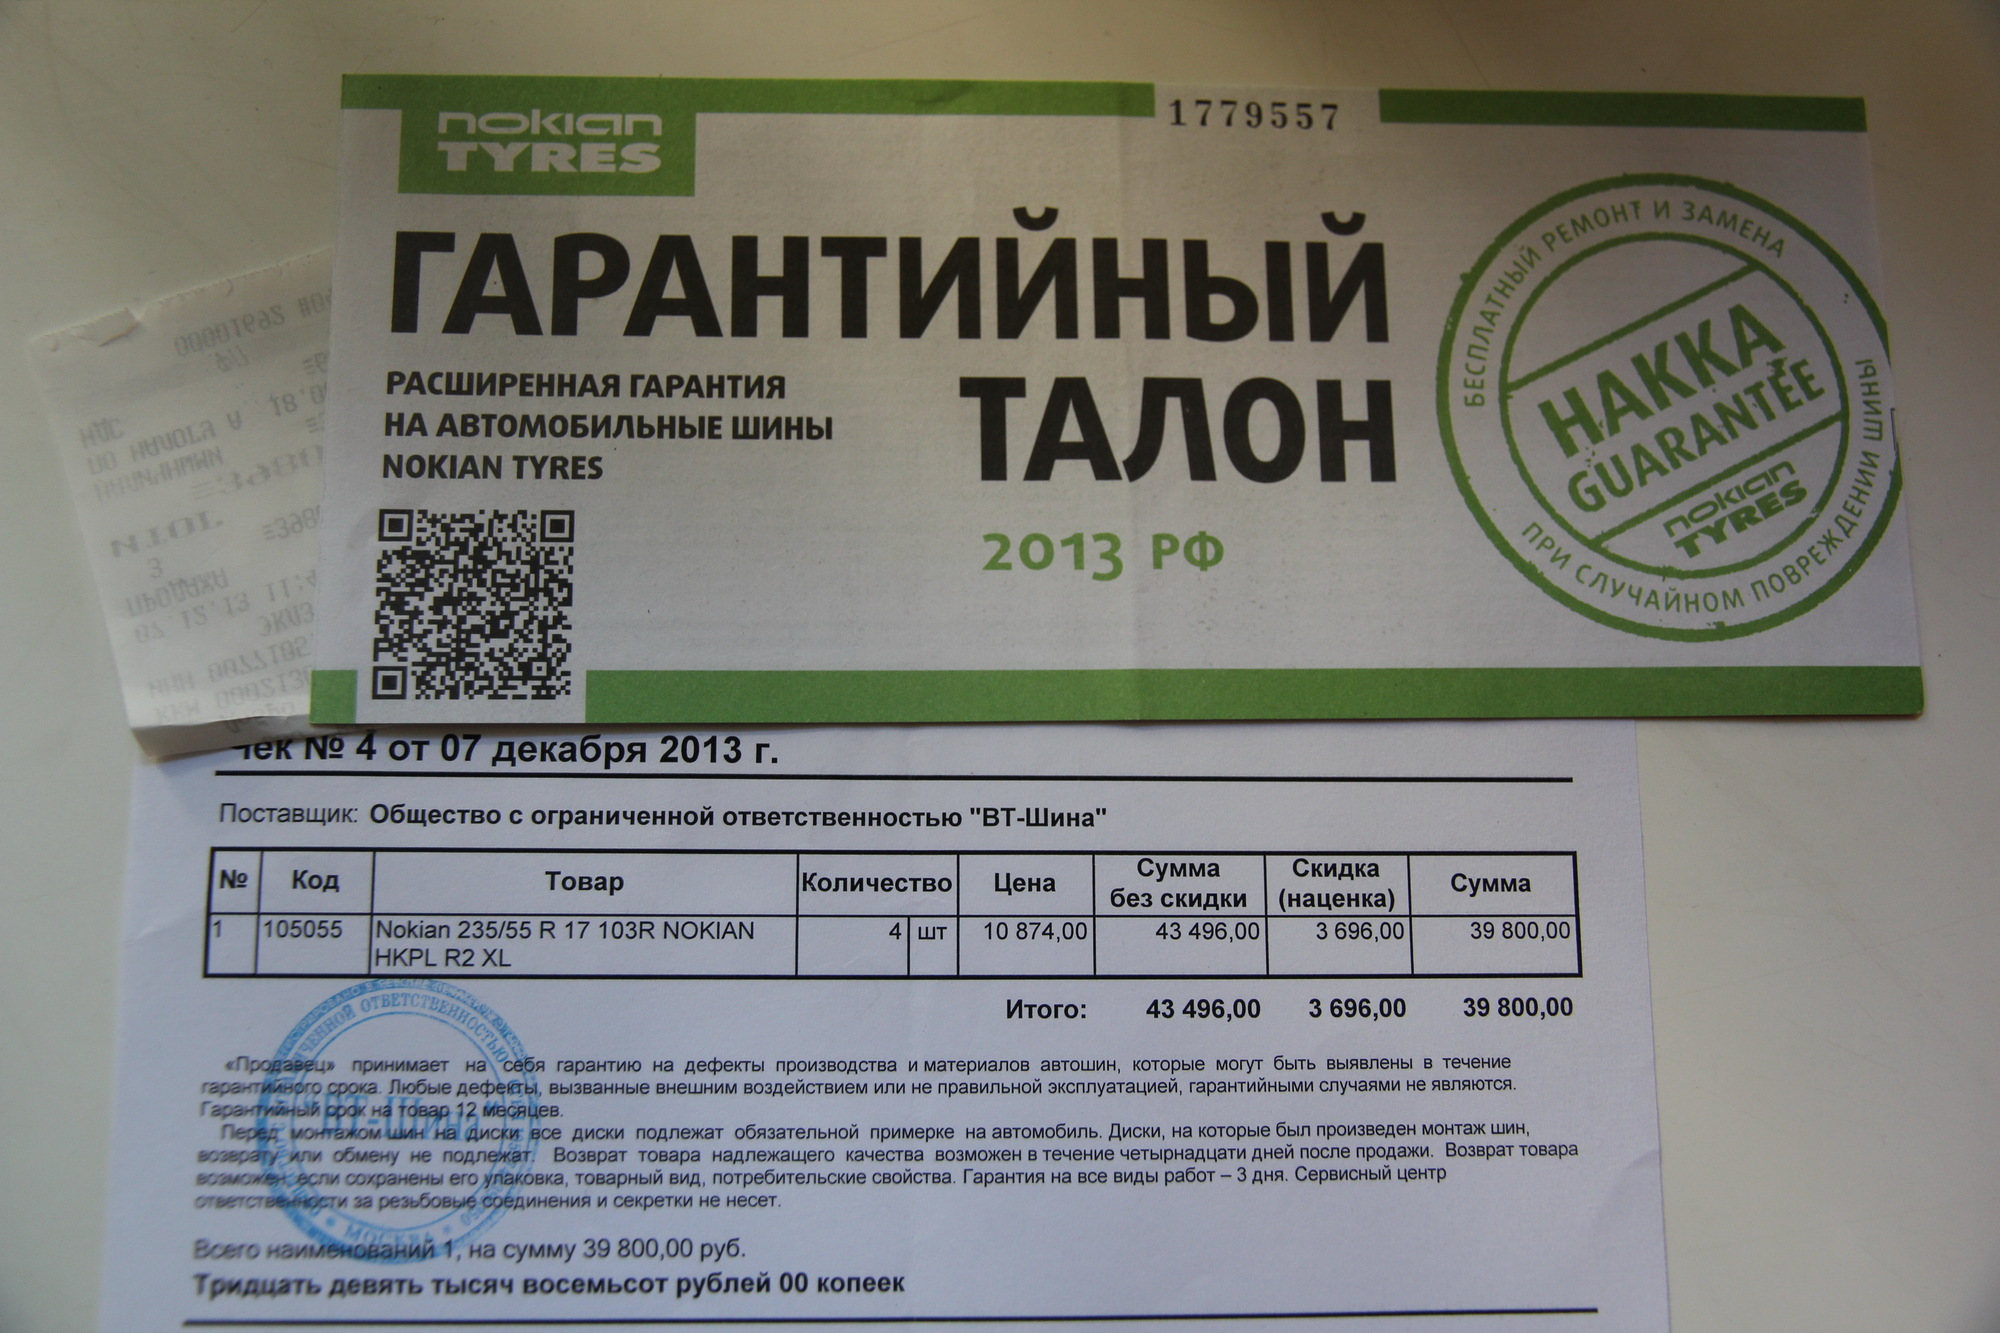 nokian
TYRES
1779557
ГАРАНТИЙНЫЙ
ТАЛОН
РАСШИРЕННАЯ ГАРАНТИЯ
НА АВТОМОБИЛЬНЫЕ ШИНЫ
NOKIAN TYRES
2013 РФ
БЕСПЛАТНЫЙ РЕМОНТ И ЗАМЕНА
ПРИ СЛУЧАЙНОМ ПОВРЕЖДЕНИИ ШИНЫ
HAKKA
GUARANTEE
nokian
TYRES
Чек № 4 от 07 декабря 2013 г.
Поставщик: Общество с ограниченной ответственностью "ВТ-Шина"
№ Код Товар Количество Цена Сумма без скидки Скидка (наценка) Сумма
1 105055 Nokian 235/55 R 17 103R NOKIAN 4 шт 10 874,00 43 496,00 3 696,00 39 800,00
HKPL R2 XL
Итого: 43 496,00 3 696,00 39 800,00
«Продавец» принимает на себя гарантию на дефекты производства и материалов автошин, которые могут быть выявлены в течение
гарантийного срока. Любые дефекты, вызванные внешним воздействием или не правильной эксплуатацией, гарантийными случаями не являются.
Гарантийный срок на товар 12 месяцев.
Перед монтажом шин на диски все диски подлежат обязательной примерке на автомобиль. Диски, на которые был произведен монтаж шин,
возврату или обмену не подлежат. Возврат товара надлежащего качества возможен в течение четырнадцати дней после продажи. Возврат товара
возможен, если сохранены его упаковка, товарный вид, потребительские свойства. Гарантия на все виды работ – 3 дня. Сервисный центр
ответственности за резьбовые соединения и секретки не несет.
ОТВЕТСТВЕННОСТЬЮ
ВТ-Шина
МОСКВА
Всего наименований 1, на сумму 39 800,00 руб.
Тридцать девять тысяч восемьсот рублей 00 копеек